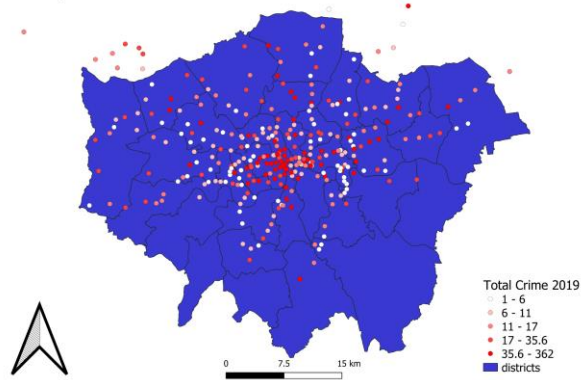 Total Crime 2019
1 - 6
6 - 11
11 - 17
17 - 35.6
35.6 - 362
districts
0 7.5 15 km